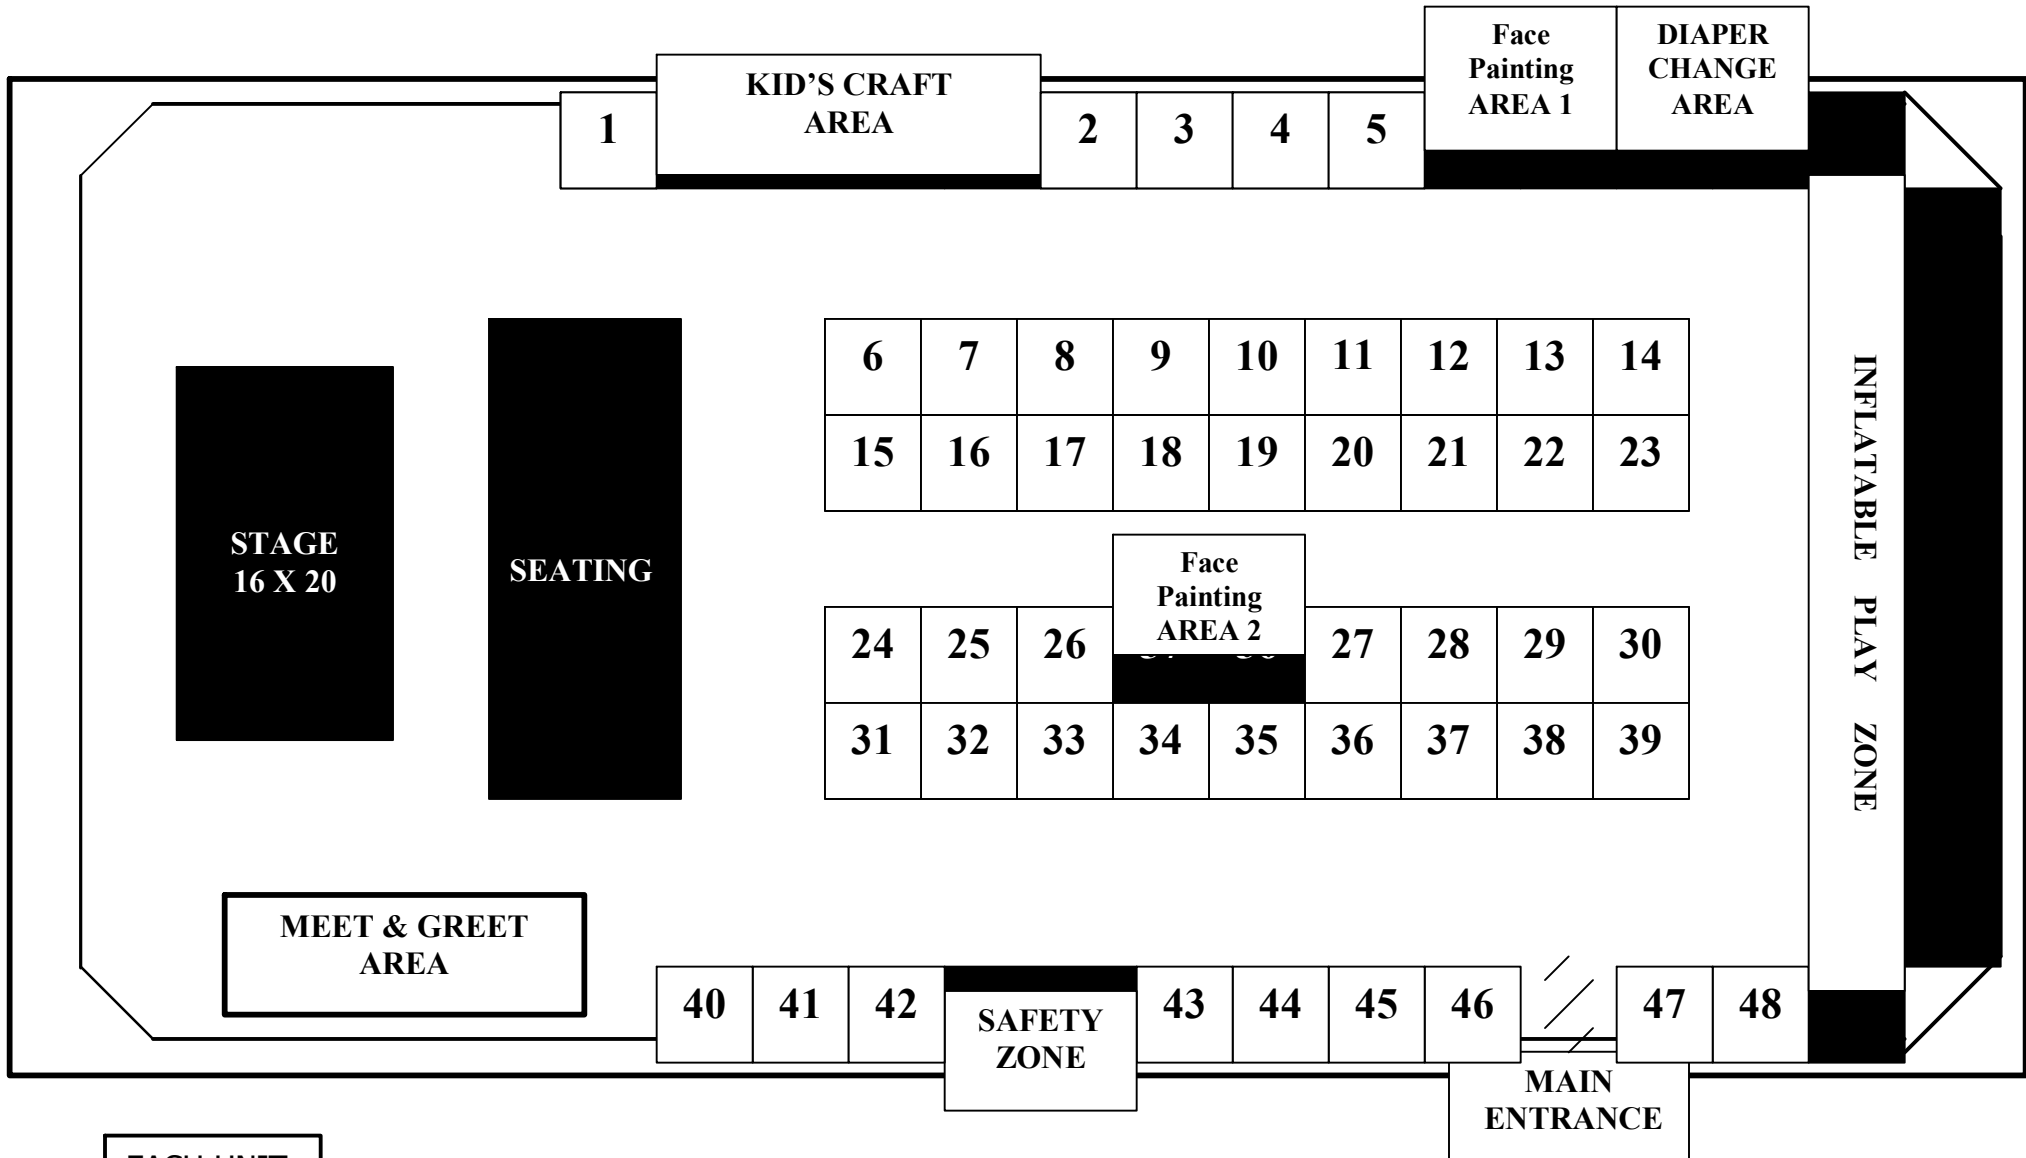 KID'S CRAFT
AREA
Face
Painting
AREA 1
DIAPER
CHANGE
AREA
1
2
3
4
5
6 7 8 9 10 11 12 13 14
15 16 17 18 19 20 21 22 23
STAGE
16 X 20
SEATING
Face
Painting
AREA 2
24 25 26 27 28 29 30
31 32 33 34 35 36 37 38 39
INFLATABLE PLAY ZONE
MEET & GREET
AREA
40 41 42
SAFETY
ZONE
43 44 45 46
47 48
MAIN
ENTRANCE
EACH UNIT